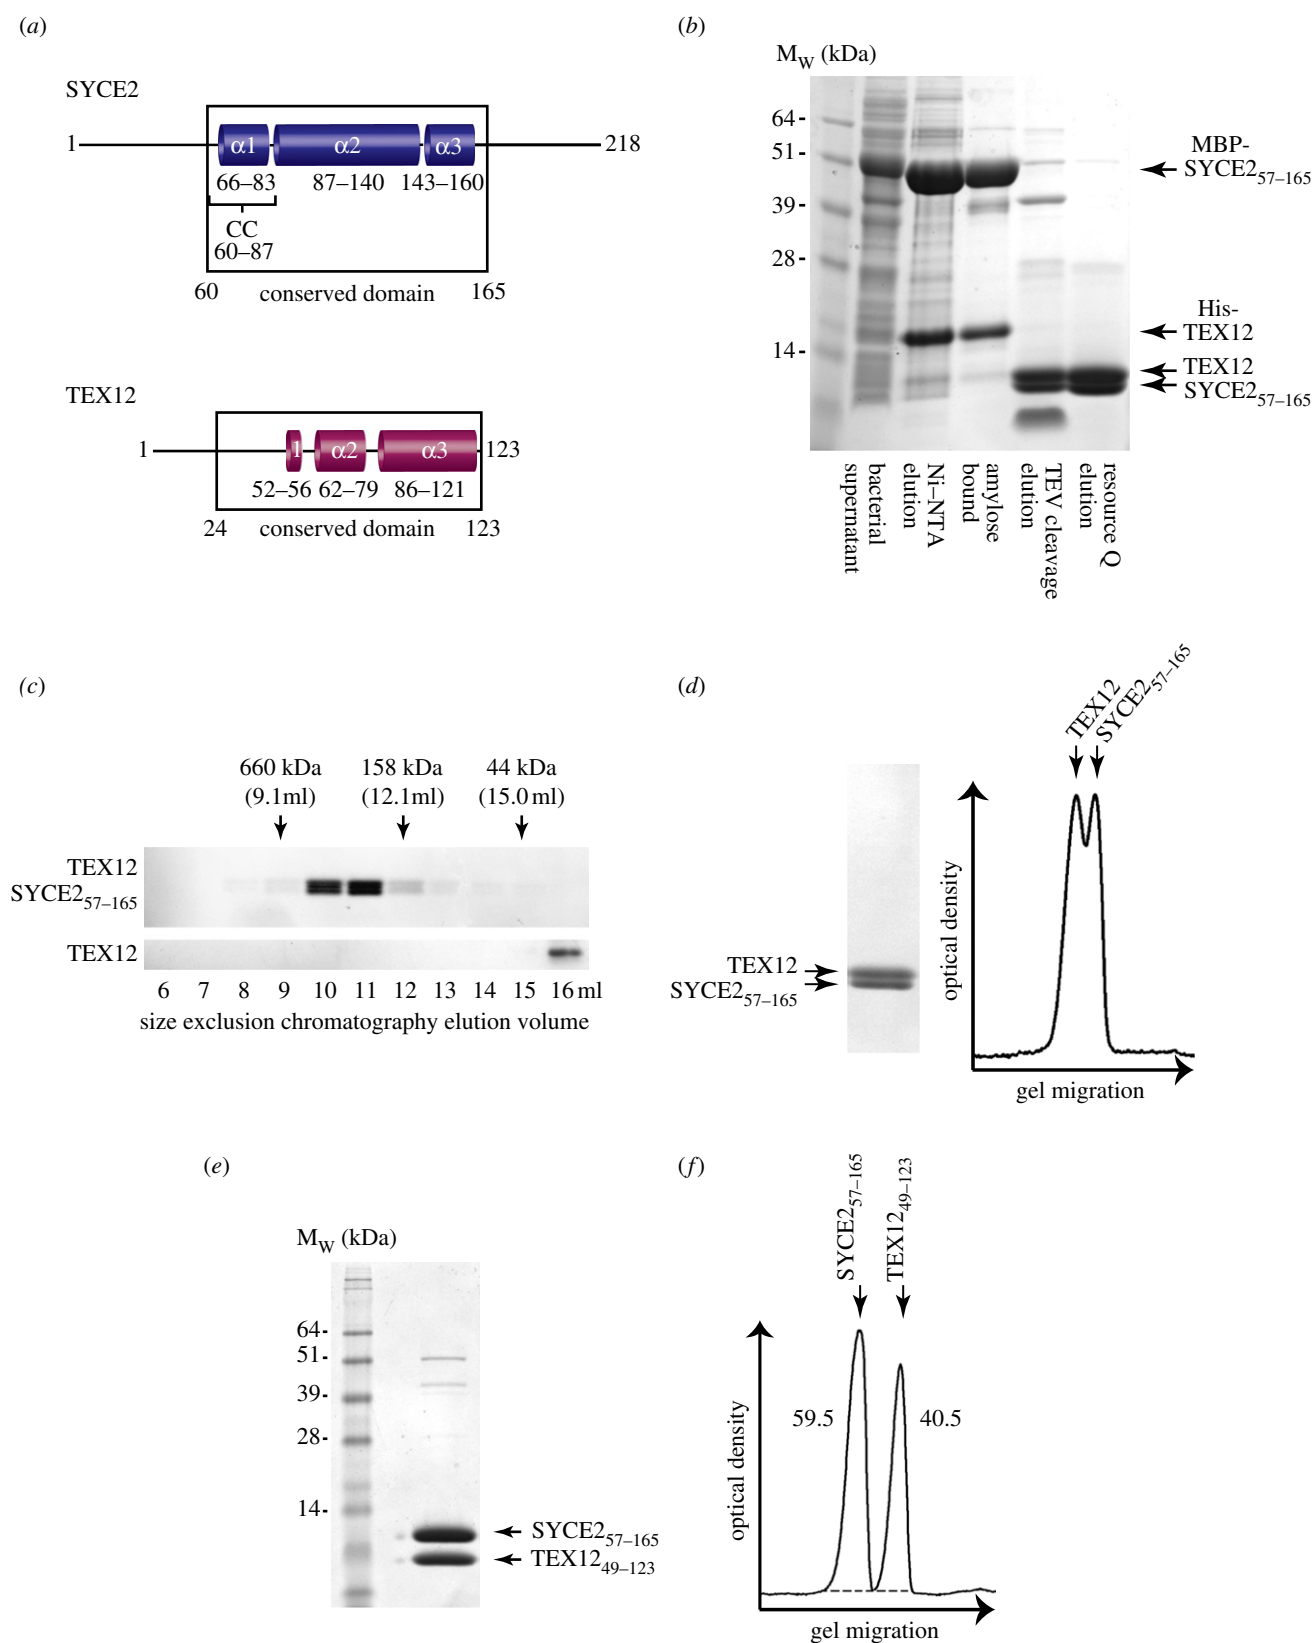 (a)
SYCE2
1
α1
α2
α3
218
66–83
87–140
143–160
CC
60–87
60
conserved domain
165
TEX12
1
1
α2
α3
123
52–56
62–79
86–121
24
conserved domain
123
(b)
MW (kDa)
64-
51-
39-
28-
14-
MBP-
SYCE257–165
His-
TEX12
TEX12
SYCE257–165
bacterial
supernatant
Ni–NTA
elution
amylose
bound
TEV cleavage
elution
resource Q
elution
(c)
660 kDa
(9.1ml)
158 kDa
(12.1ml)
44 kDa
(15.0 ml)
TEX12
SYCE257–165
TEX12
6 7 8 9 10 11 12 13 14 15 16 ml
size exclusion chromatography elution volume
(d)
TEX12
SYCE257–165
TEX12
SYCE257–165
optical density
gel migration
(e)
MW (kDa)
64-
51-
39-
28-
14-
SYCE257–165
TEX1249–123
(f)
SYCE257–165
TEX1249–123
59.5
40.5
optical density
gel migration